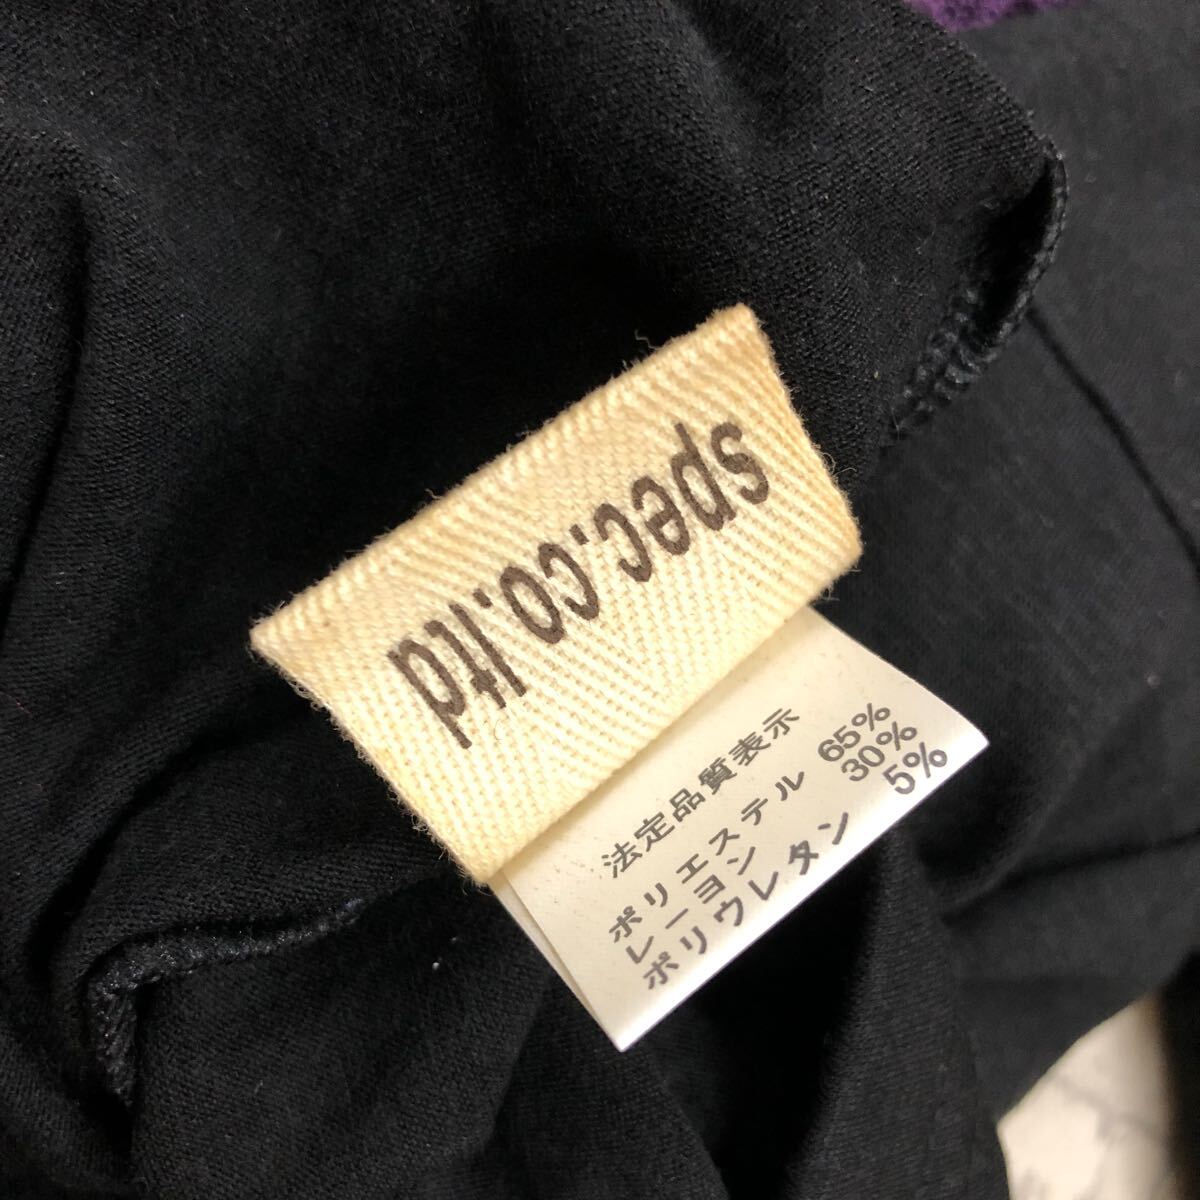 spec.co.ltd
法定品質表示
ポリエステル 65%
レーヨン 30%
ポリウレタン 5%